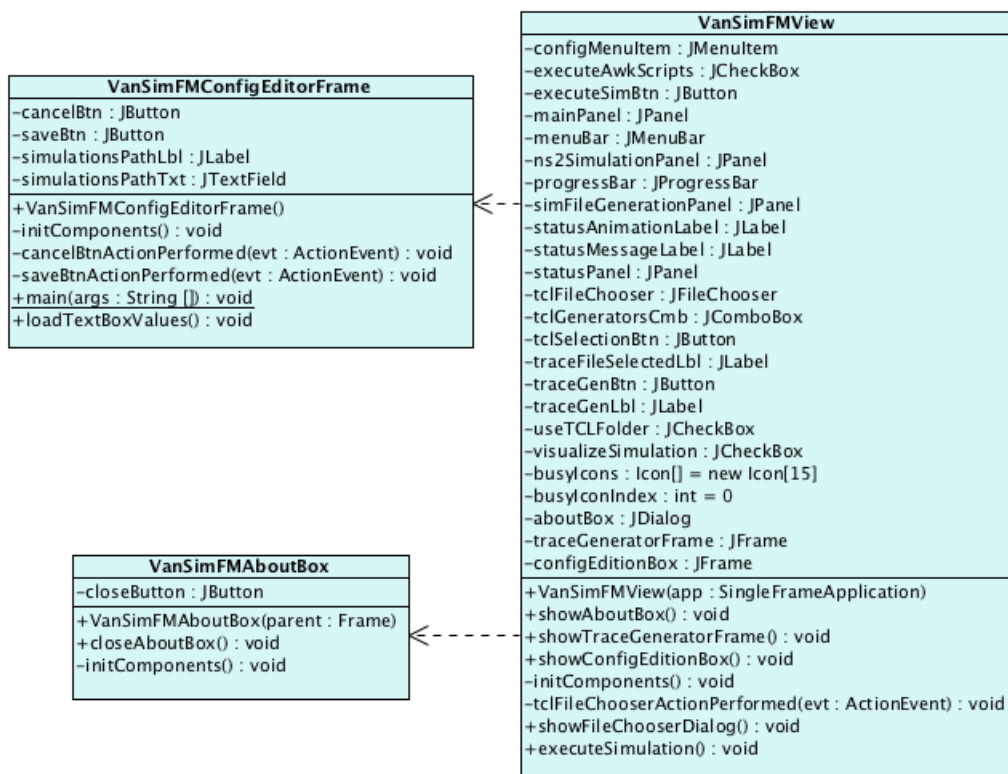 VanSimFMConfigEditorFrame
-cancelBtn : JButton
-saveBtn : JButton
-simulationsPathLbl : JLabel
-simulationsPathTxt : JTextField
+VanSimFMConfigEditorFrame()
-initComponents() : void
-cancelBtnActionPerformed(evt : ActionEvent) : void
-saveBtnActionPerformed(evt : ActionEvent) : void
+main(args : String []) : void
+loadTextBoxValues() : void
VanSimFMAboutBox
-closeButton : JButton
+VanSimFMAboutBox(parent : Frame)
+closeAboutBox() : void
-initComponents() : void
VanSimFMView
-configMenuItem : JMenuItem
-executeAwkScripts : JCheckBox
-executeSimBtn : JButton
-mainPanel : JPanel
-menuBar : JMenuBar
-ns2SimulationPanel : JPanel
-progressBar : JProgressBar
-simFileGenerationPanel : JPanel
-statusAnimationLabel : JLabel
-statusMessageLabel : JLabel
-statusPanel : JPanel
-tclFileChooser : JFileChooser
-tclGeneratorsCmb : JComboBox
-tclSelectionBtn : JButton
-traceFileSelectedLbl : JLabel
-traceGenBtn : JButton
-traceGenLbl : JLabel
-useTCLFolder : JCheckBox
-visualizeSimulation : JCheckBox
-busyIcons : Icon[] = new Icon[15]
-busyIconIndex : int = 0
-aboutBox : JDialog
-traceGeneratorFrame : JFrame
-configEditionBox : JFrame
+VanSimFMView(app : SingleFrameApplication)
+showAboutBox() : void
+showTraceGeneratorFrame() : void
+showConfigEditionBox() : void
-initComponents() : void
-tclFileChooserActionPerformed(evt : ActionEvent) : void
+showFileChooserDialog() : void
+executeSimulation() : void